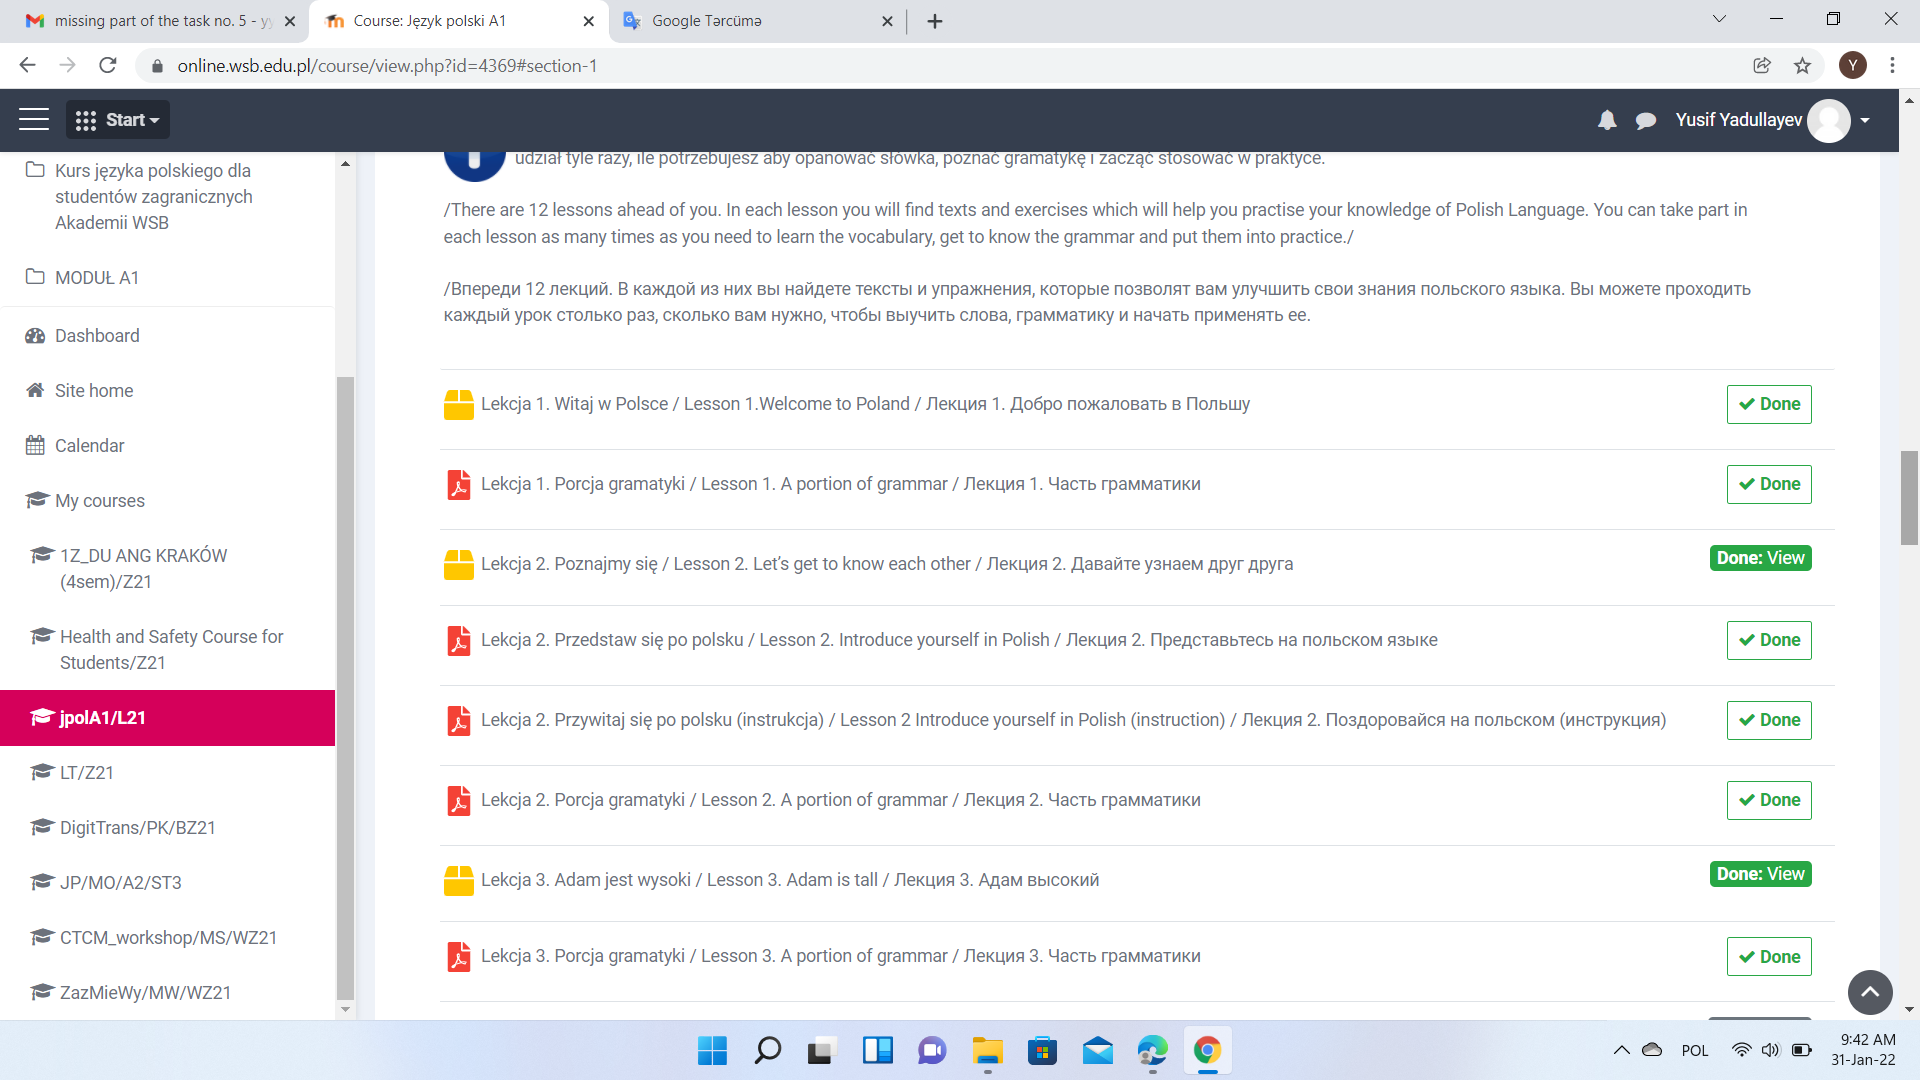 missing part of the task no. 5 - yy
Course: Język polski A1
Google Tərcümə
online.wsb.edu.pl/course/view.php?id=4369#section-1
Y
Start
Yusif Yadullayev
Kurs języka polskiego dla
studentów zagranicznych
Akademii WSB
MODUŁ A1
Dashboard
Site home
Calendar
My courses
1Z_DU ANG KRAKÓW
(4sem)/Z21
Health and Safety Course for
Students/Z21
jpolA1/L21
LT/Z21
DigitTrans/PK/BZ21
JP/MO/A2/ST3
CTCM_workshop/MS/WZ21
ZazMieWy/MW/WZ21
udział tyle razy, ile potrzebujesz aby opanować słówka, poznać gramatykę i zacząć stosować w praktyce.
/There are 12 lessons ahead of you. In each lesson you will find texts and exercises which will help you practise your knowledge of Polish Language. You can take part in
each lesson as many times as you need to learn the vocabulary, get to know the grammar and put them into practice./
/Впереди 12 лекций. В каждой из них вы найдете тексты и упражнения, которые позволят вам улучшить свои знания польского языка. Вы можете проходить
каждый урок столько раз, сколько вам нужно, чтобы выучить слова, грамматику и начать применять ее.
Lekcja 1. Witaj w Polsce / Lesson 1.Welcome to Poland / Лекция 1. Добро пожаловать в Польшу
Done
Lekcja 1. Porcja gramatyki / Lesson 1. A portion of grammar / Лекция 1. Часть грамматики
Done
Lekcja 2. Poznajmy się / Lesson 2. Let’s get to know each other / Лекция 2. Давайте узнаем друг друга
Done: View
Lekcja 2. Przedstaw się po polsku / Lesson 2. Introduce yourself in Polish / Лекция 2. Представьтесь на польском языке
Done
Lekcja 2. Przywitaj się po polsku (instrukcja) / Lesson 2 Introduce yourself in Polish (instruction) / Лекция 2. Поздоровайся на польском (инструкция)
Done
Lekcja 2. Porcja gramatyki / Lesson 2. A portion of grammar / Лекция 2. Часть грамматики
Done
Lekcja 3. Adam jest wysoki / Lesson 3. Adam is tall / Лекция 3. Адам высокий
Done: View
Lekcja 3. Porcja gramatyki / Lesson 3. A portion of grammar / Лекция 3. Часть грамматики
Done
POL
9:42 AM
31-Jan-22